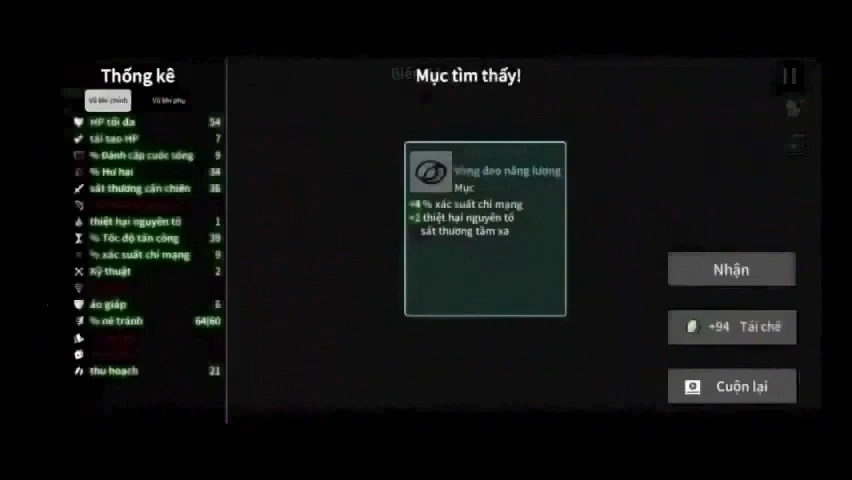 Thống kê
Mục tìm thấy!
Vũ khí chính
Vũ khí phụ
HP tối đa 54
tái tạo HP 7
% Đánh cắp cuộc sống 9
% Hư hại 34
sát thương cận chiến 36
thiệt hại nguyên tố 1
% Tốc độ tấn công 39
% xác suất chí mạng 9
Kỹ thuật 2
áo giáp 6
% né tránh 64|60
thu hoạch 21
Vòng đeo năng lượng
Mục
+4 % xác suất chí mạng
+2 thiệt hại nguyên tố
sát thương tầm xa
Nhận
+94 Tái chế
Cuộn lại